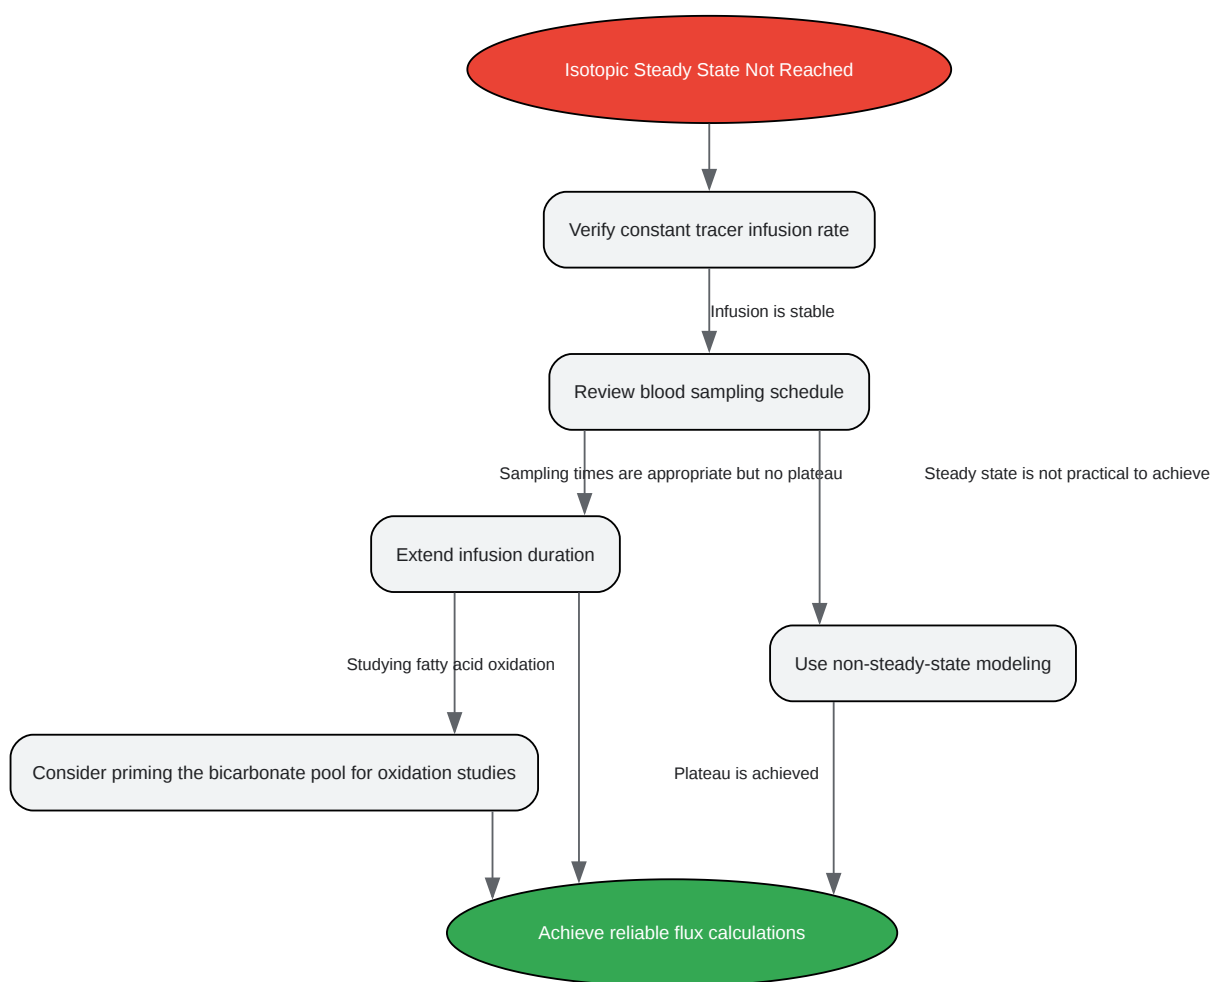 Isotopic Steady State Not Reached
Verify constant tracer infusion rate
Infusion is stable
Review blood sampling schedule
Sampling times are appropriate but no plateau
Steady state is not practical to achieve
Extend infusion duration
Studying fatty acid oxidation
Use non-steady-state modeling
Consider priming the bicarbonate pool for oxidation studies
Plateau is achieved
Achieve reliable flux calculations